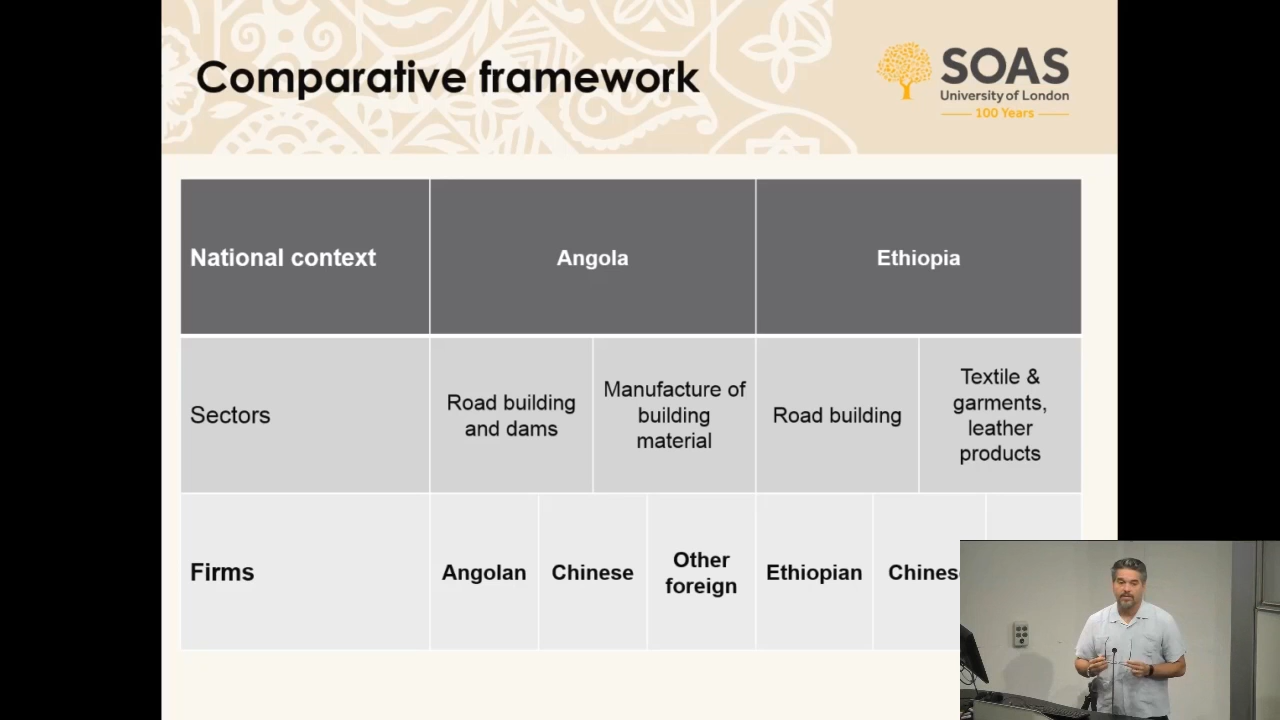 Comparative framework
SOAS
University of London
100 Years
National context
Angola
Ethiopia
Sectors
Road building
and dams
Manufacture of
building
material
Road building
Textile &
garments,
leather
products
Firms
Angolan
Chinese
Other
foreign
Ethiopian
Chines